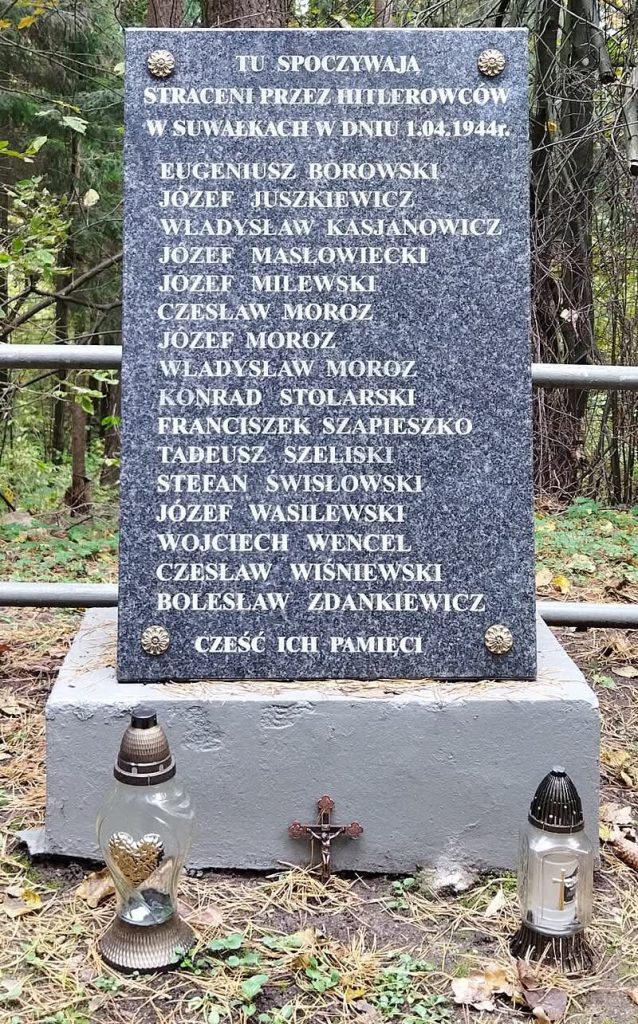 TU SPOCZYWAJĄ
STRACENI PRZEZ HITLEROWCÓW
W SUWAŁKACH W DNIU 1.04.1944r.
EUGENIUSZ BOROWSKI
JÓZEF JUSZKIEWICZ
WŁADYSŁAW KASJANOWICZ
JÓZEF MASŁOWIECKI
JÓZEF MILEWSKI
CZESŁAW MOROZ
JÓZEF MOROZ
WŁADYSŁAW MOROZ
KONRAD STOLARSKI
FRANCISZEK SZAPIESZKO
TADEUSZ SZELISKI
STEFAN ŚWISŁOWSKI
JÓZEF WASILEWSKI
WOJCIECH WENCEL
CZESŁAW WIŚNIEWSKI
BOLESŁAW ZDANKIEWICZ
CZEŚĆ ICH PAMIĘCI